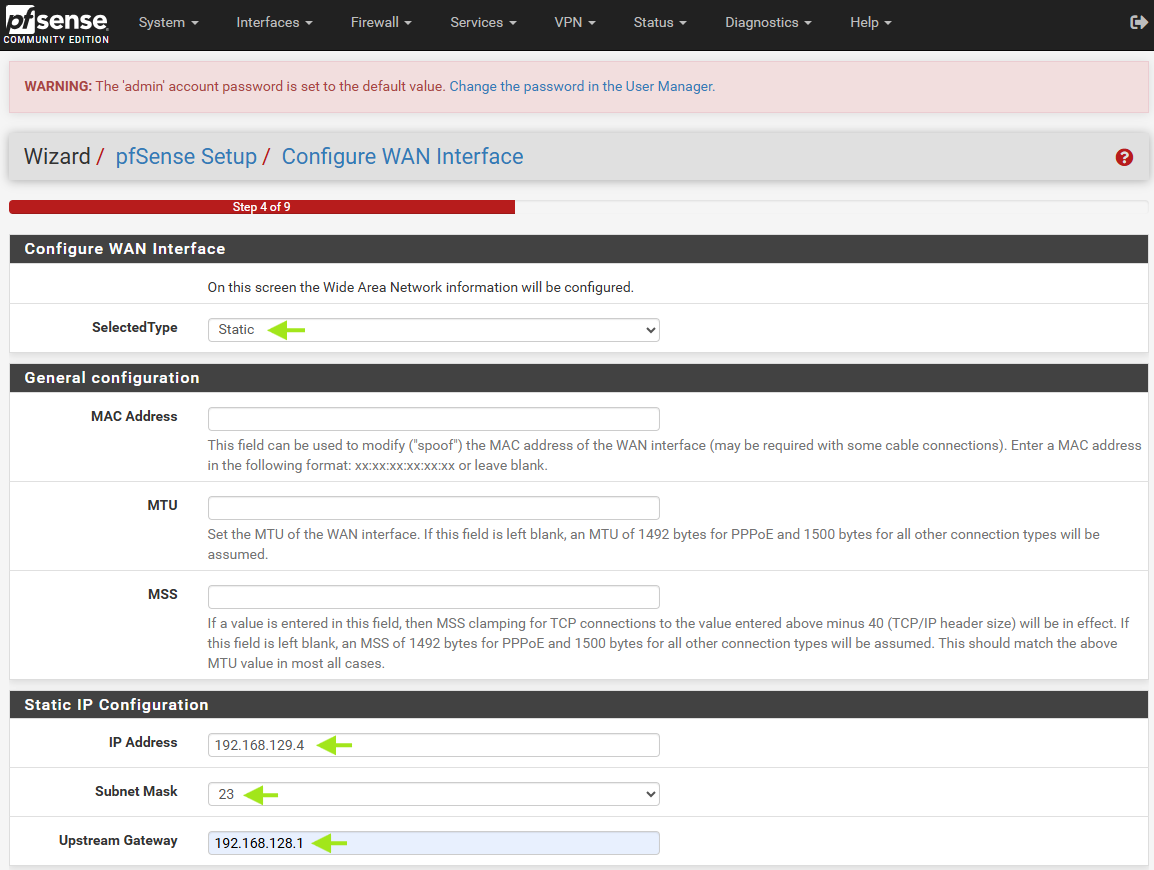 pfsense
COMMUNITY EDITION
System
Interfaces
Firewall
Services
VPN
Status
Diagnostics
Help
WARNING: The 'admin' account password is set to the default value. Change the password in the User Manager.
Wizard / pfSense Setup / Configure WAN Interface
?
Step 4 of 9
Configure WAN Interface
On this screen the Wide Area Network information will be configured.
SelectedType
Static
General configuration
MAC Address
This field can be used to modify ("spoof") the MAC address of the WAN interface (may be required with some cable connections). Enter a MAC address
in the following format: xx:xx:xx:xx:xx:xx or leave blank.
MTU
Set the MTU of the WAN interface. If this field is left blank, an MTU of 1492 bytes for PPPoE and 1500 bytes for all other connection types will be
assumed.
MSS
If a value is entered in this field, then MSS clamping for TCP connections to the value entered above minus 40 (TCP/IP header size) will be in effect. If
this field is left blank, an MSS of 1492 bytes for PPPoE and 1500 bytes for all other connection types will be assumed. This should match the above
MTU value in most all cases.
Static IP Configuration
IP Address
192.168.129.4
Subnet Mask
23
Upstream Gateway
192.168.128.1